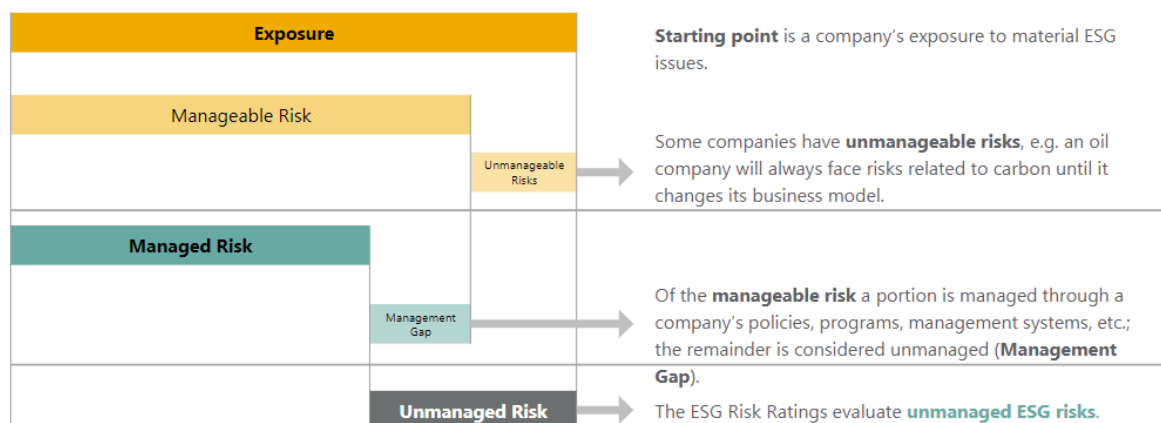 Exposure
Starting point is a company's exposure to material ESG
issues.
Manageable Risk
Unmanageable
Risks
Some companies have unmanageable risks, e.g. an oil
company will always face risks related to carbon until it
changes its business model.
Managed Risk
Management
Gap
Of the manageable risk a portion is managed through a
company's policies, programs, management systems, etc.;
the remainder is considered unmanaged (Management
Gap).
Unmanaged Risk
The ESG Risk Ratings evaluate unmanaged ESG risks.